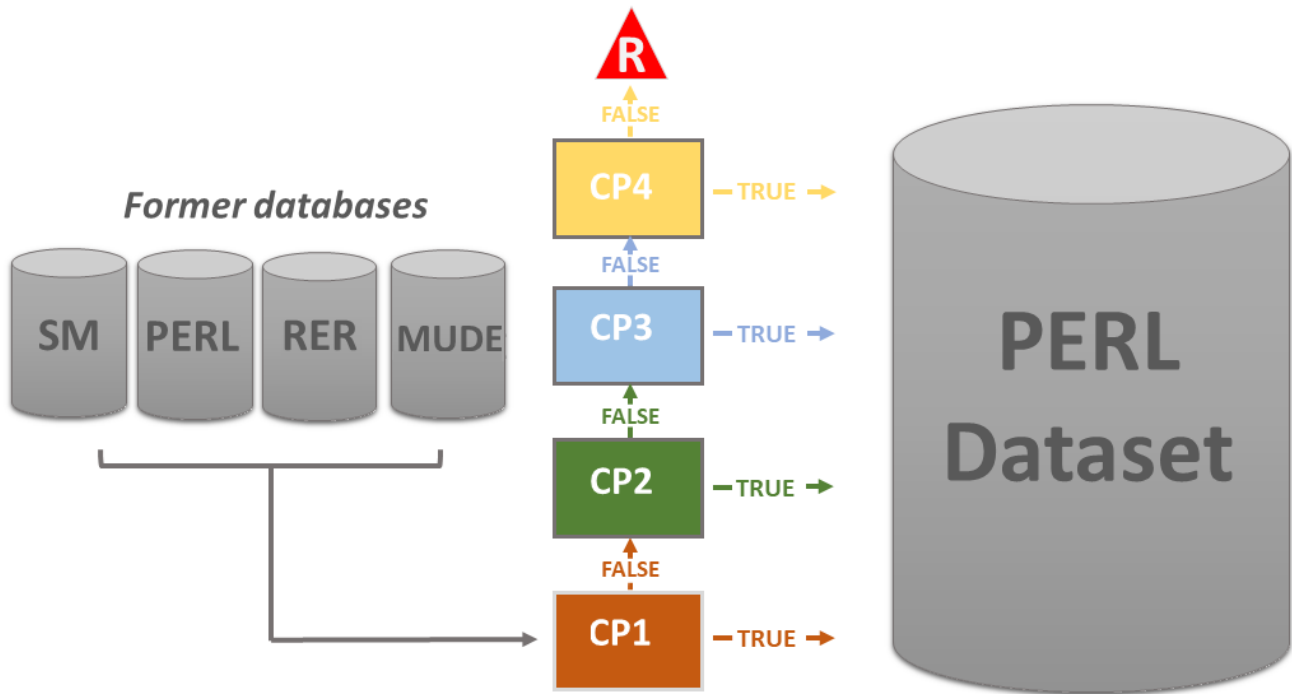 Former databases
SM
PERL
RER
MUDE
R
FALSE
CP4
TRUE
FALSE
CP3
TRUE
FALSE
CP2
TRUE
FALSE
CP1
TRUE
PERL
Dataset